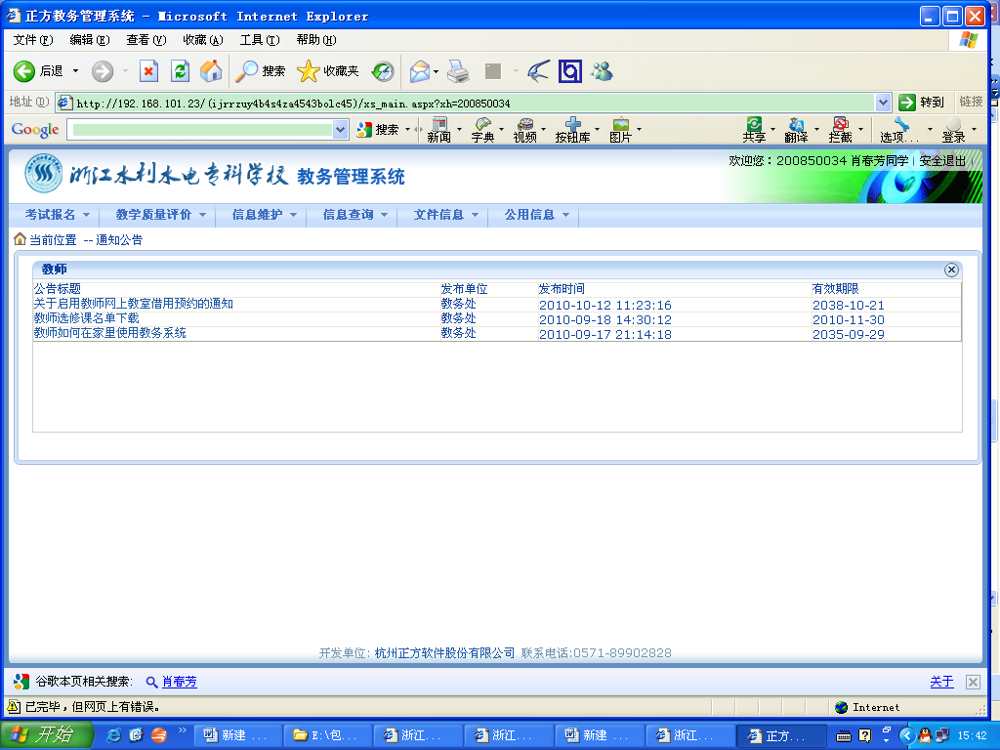 正方教务管理系统 - Microsoft Internet Explorer
文件(F) 编辑(E) 查看(V) 收藏(A) 工具(T) 帮助(H)
后退 搜索 收藏夹
地址(D) http://192.168.101.23/(ijrrzuy4b4s4za4543bolc45)/xs_main.aspx?xh=200850034 转到 链接
Google 搜索 新闻 字典 视频 按钮库 图片 共享 翻译 拦截 选项... 登录
浙江水利水电专科学校 教务管理系统 欢迎您：200850034 肖春芳同学 | 安全退出
考试报名 教学质量评价 信息维护 信息查询 文件信息 公用信息
当前位置 -- 通知公告
教师
公告标题 发布单位 发布时间 有效期限
关于启用教师网上教室借用预约的通知 教务处 2010-10-12 11:23:16 2038-10-21
教师选修课名单下载 教务处 2010-09-18 14:30:12 2010-11-30
教师如何在家里使用教务系统 教务处 2010-09-17 21:14:18 2035-09-29
开发单位: 杭州正方软件股份有限公司 联系电话:0571-89902828
谷歌本页相关搜索: 肖春芳 关于
已完毕，但网页上有错误。 Internet
开始 新建 ... E:\包... 浙江... 浙江... 新建 ... 浙江... 正方... 15:42